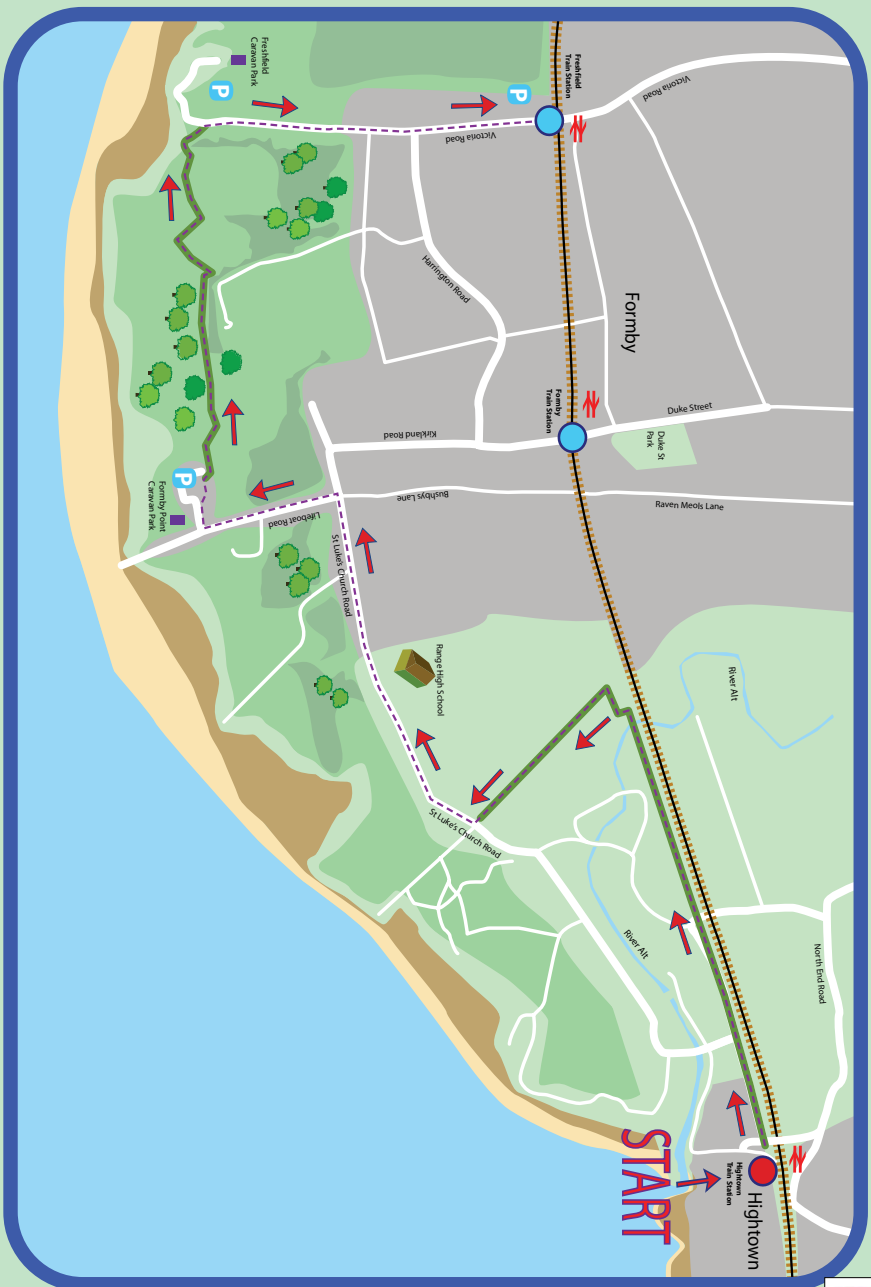 North End Road
Hightown
River Alt
Hightown
Train Station
Victoria Road
Duke Street
Raven Meols Lane
Duke St
Park
Formby
START
River Alt
Freshfield
Train Station
Formby
Train Station
P
Victoria Road
Harrington Road
Range High School
St Luke's Church Road
Kirkland Road
Bushbys Lane
St Luke's Church Road
Lifeboat Road
Freshfield
Caravan Park
P
P
Formby Point
Caravan Park